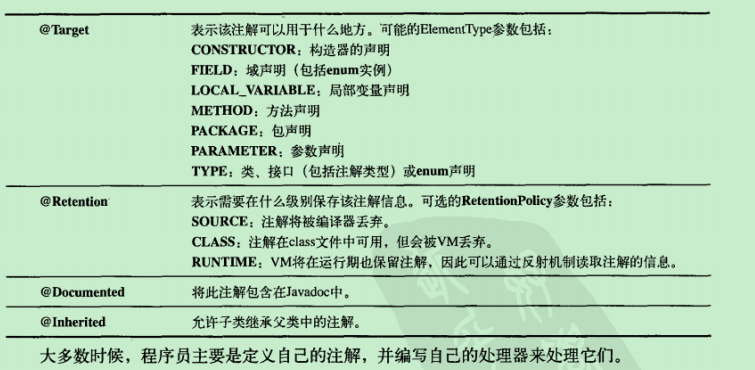 @Target 表示该注解可以用于什么地方。可能的ElementType参数包括：
CONSTRUCTOR：构造器的声明
FIELD：域声明（包括enum实例）
LOCAL_VARIABLE：局部变量声明
METHOD：方法声明
PACKAGE：包声明
PARAMETER：参数声明
TYPE：类、接口（包括注解类型）或enum声明
@Retention 表示需要在什么级别保存该注解信息。可选的RetentionPolicy参数包括：
SOURCE：注解将被编译器丢弃。
CLASS：注解在class文件中可用，但会被VM丢弃。
RUNTIME：VM将在运行期也保留注解，因此可以通过反射机制读取注解的信息。
@Documented 将此注解包含在Javadoc中。
@Inherited 允许子类继承父类中的注解。
大多数时候，程序员主要是定义自己的注解，并编写自己的处理器来处理它们。